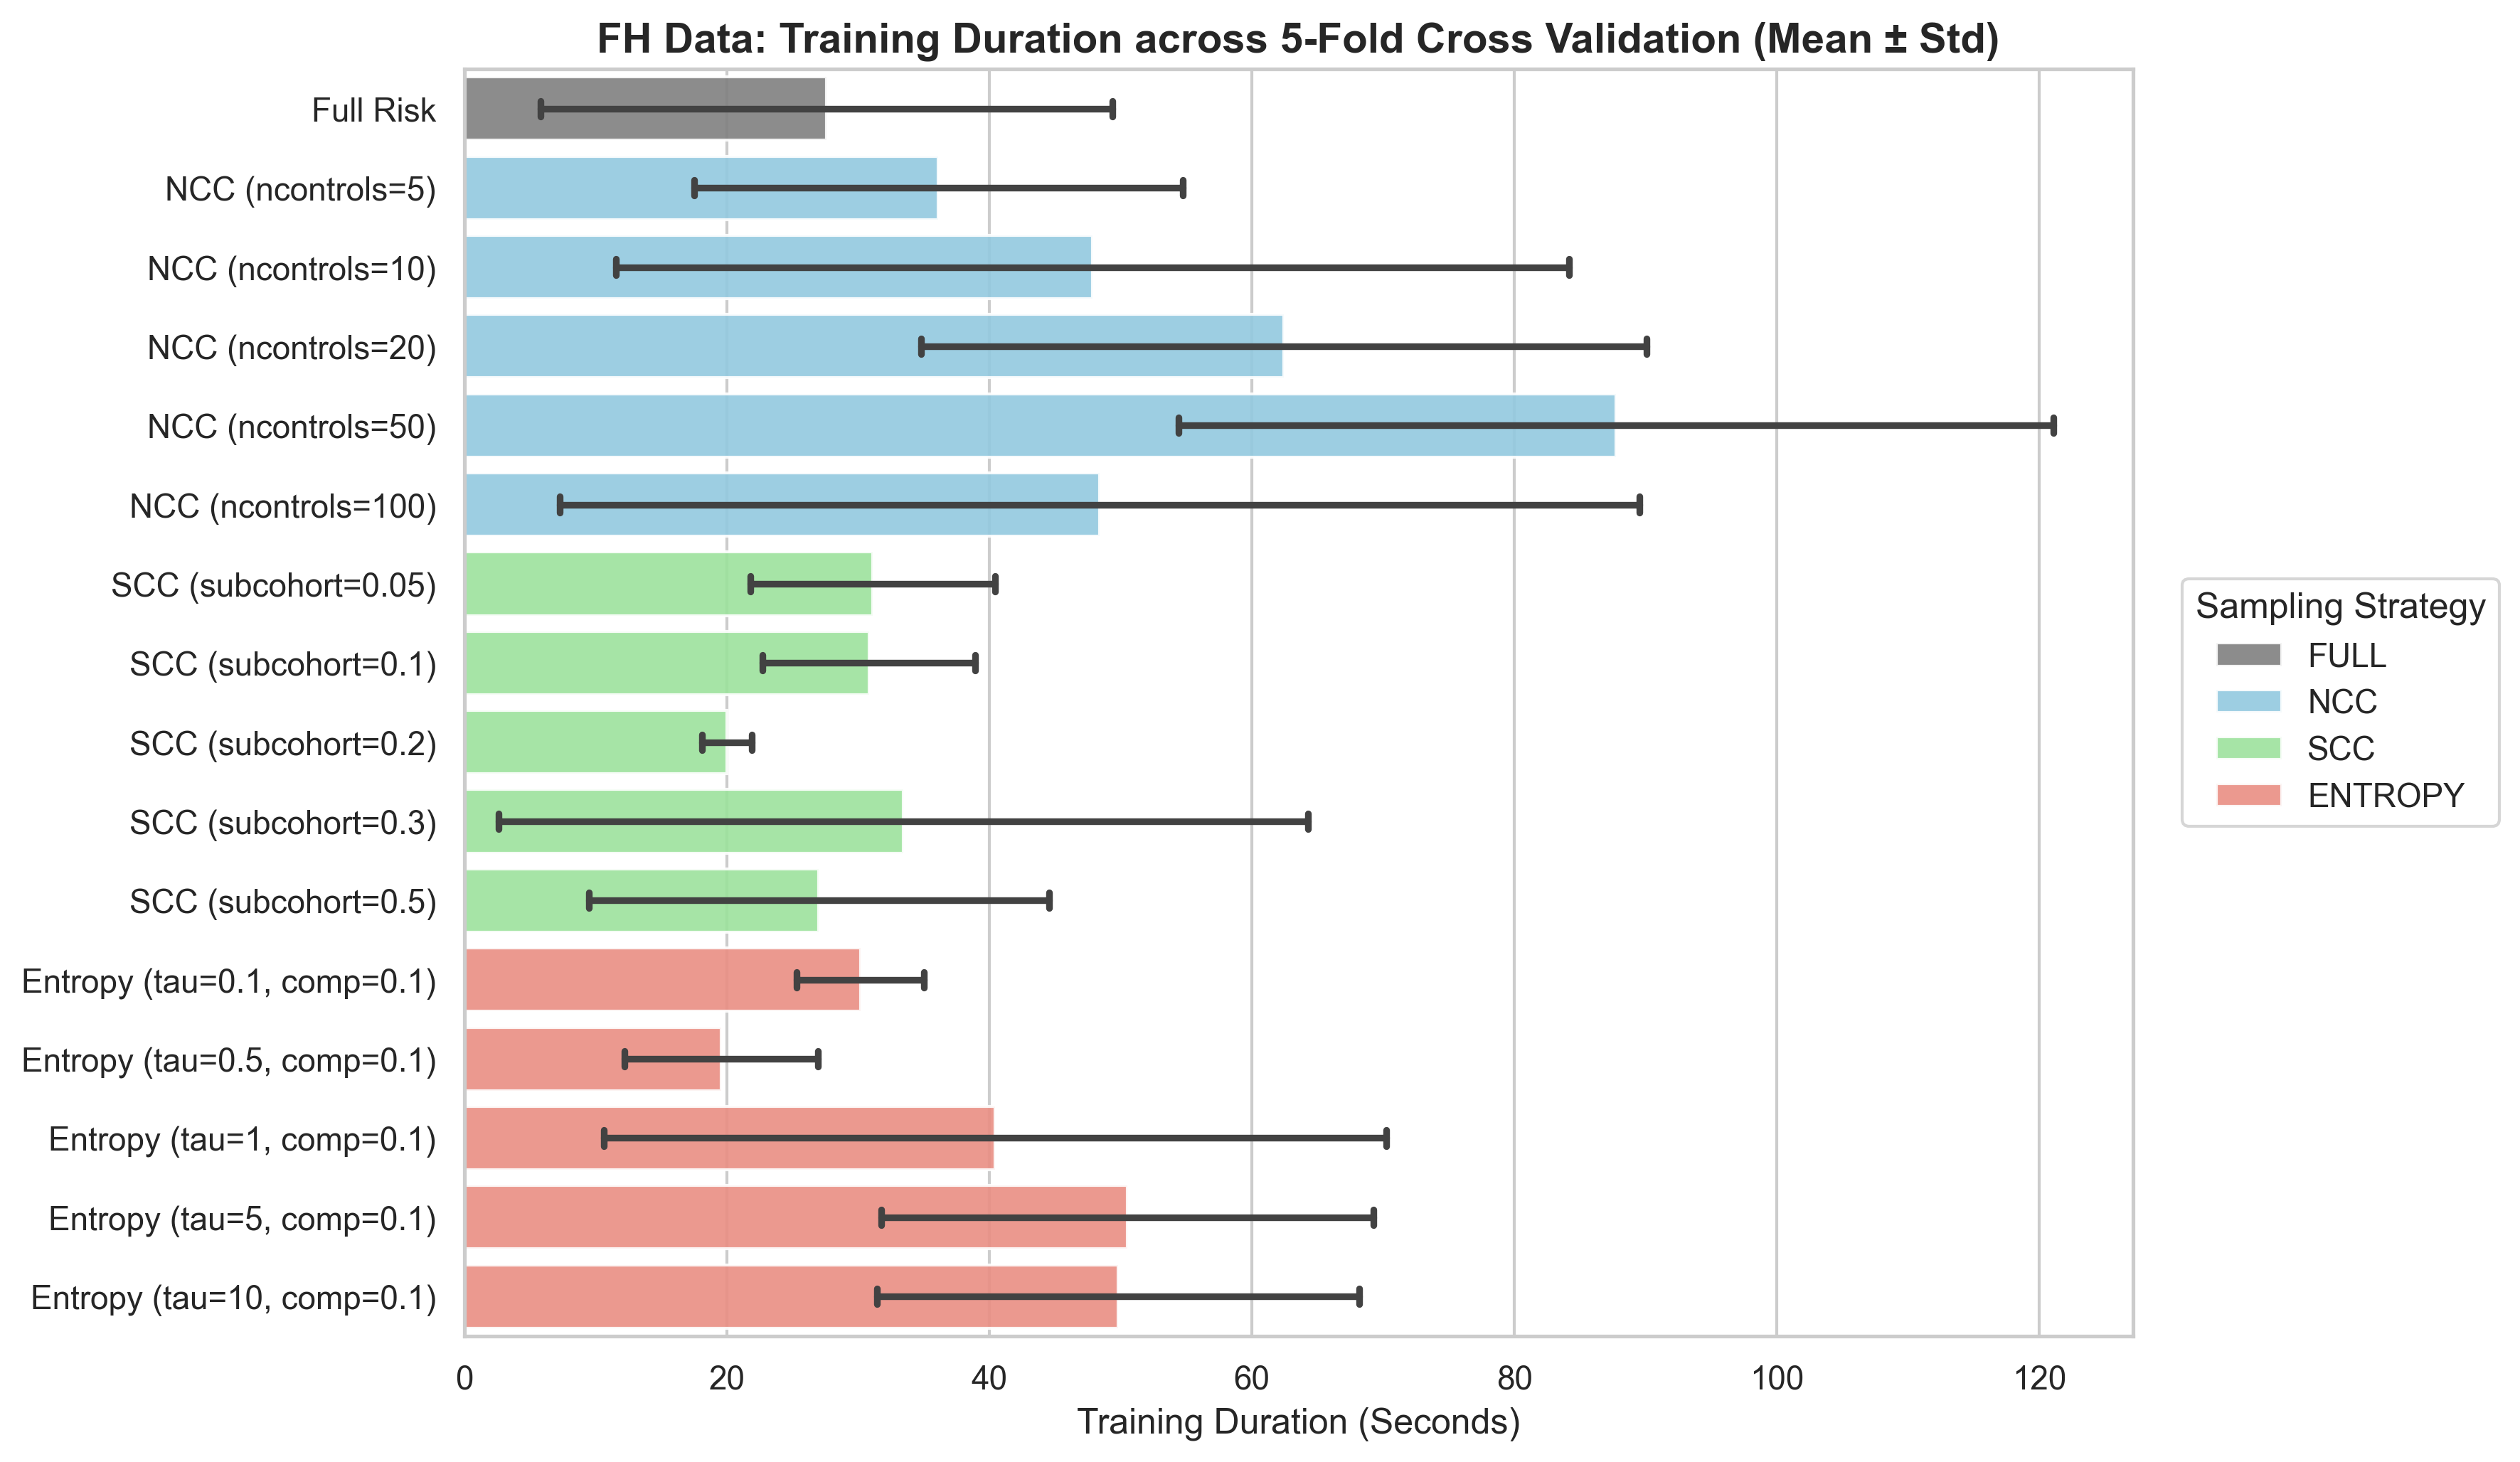 FH Data: Training Duration across 5-Fold Cross Validation (Mean ± Std)
Full Risk
NCC (ncontrols=5)
NCC (ncontrols=10)
NCC (ncontrols=20)
NCC (ncontrols=50)
NCC (ncontrols=100)
SCC (subcohort=0.05)
SCC (subcohort=0.1)
SCC (subcohort=0.2)
SCC (subcohort=0.3)
SCC (subcohort=0.5)
Entropy (tau=0.1, comp=0.1)
Entropy (tau=0.5, comp=0.1)
Entropy (tau=1, comp=0.1)
Entropy (tau=5, comp=0.1)
Entropy (tau=10, comp=0.1)
0 20 40 60 80 100 120
Training Duration (Seconds)
Sampling Strategy
FULL
NCC
SCC
ENTROPY